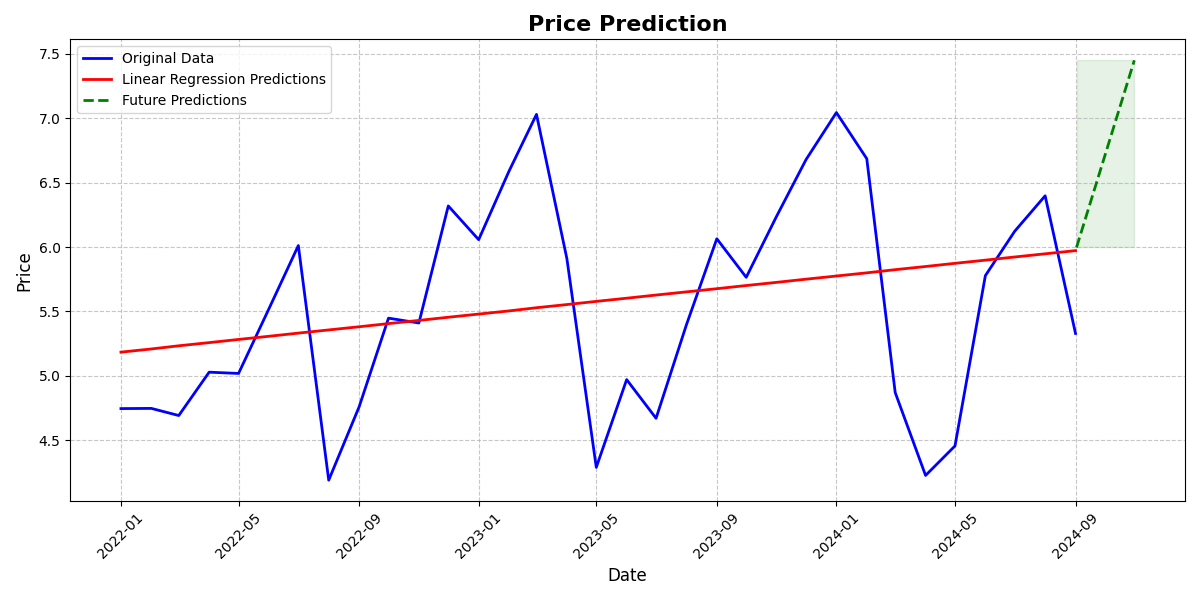 Price Prediction
Original Data
Linear Regression Predictions
Future Predictions
Price
7.5
7.0
6.5
6.0
5.5
5.0
4.5
2022-01
2022-05
2022-09
2023-01
2023-05
2023-09
2024-01
2024-05
2024-09
Date